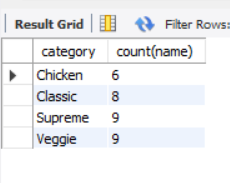 Result Grid Filter Rows:
category count(name)
Chicken 6
Classic 8
Supreme 9
Veggie 9